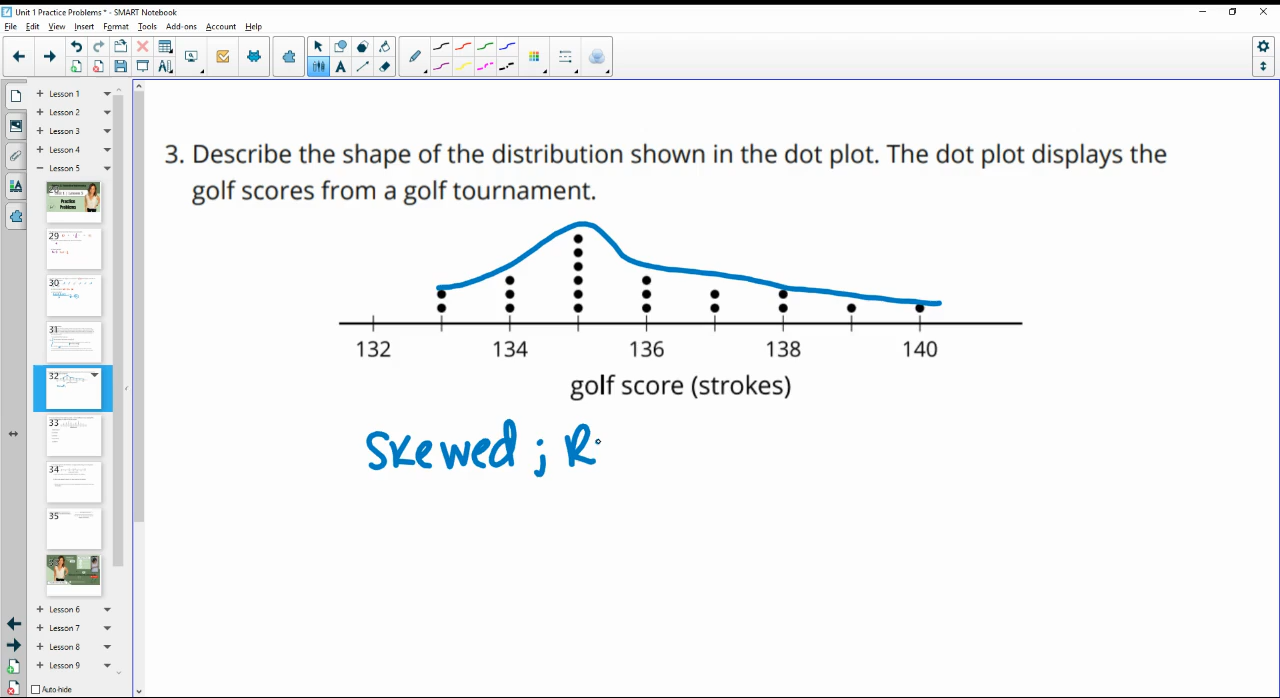 Unit 1 Practice Problems * - SMART Notebook
File Edit View Insert Format Tools Add-ons Account Help
Lesson 1
Lesson 2
Lesson 3
Lesson 4
Lesson 5
29
30
31
32
33
34
35
Lesson 6
Lesson 7
Lesson 8
Lesson 9
Auto-hide
3. Describe the shape of the distribution shown in the dot plot. The dot plot displays the
golf scores from a golf tournament.
132 134 136 138 140
golf score (strokes)
Skewed ; R